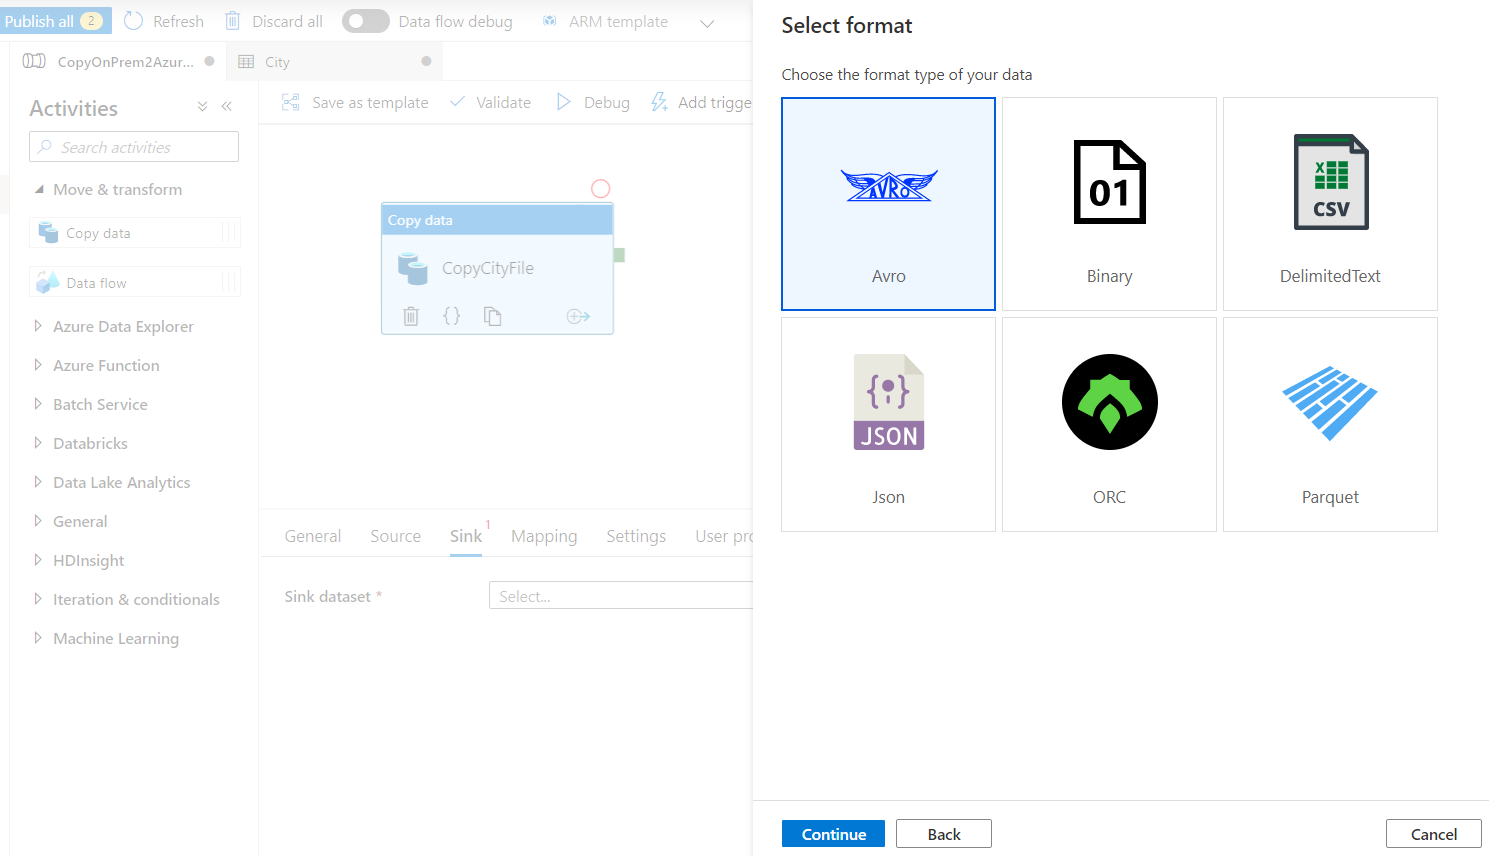 Publish all 2 Refresh Discard all Data flow debug ARM template
CopyOnPrem2Azur... City
Activities
Search activities
Move & transform
Copy data
Data flow
Azure Data Explorer
Azure Function
Batch Service
Databricks
Data Lake Analytics
General
HDInsight
Iteration & conditionals
Machine Learning
Save as template Validate Debug Add trigge
Copy data
CopyCityFile
General Source Sink 1 Mapping Settings User pro
Sink dataset * Select...
Select format
Choose the format type of your data
AVRO
Avro
01
Binary
X
CSV
DelimitedText
JSON
Json
ORC
Parquet
Continue Back Cancel